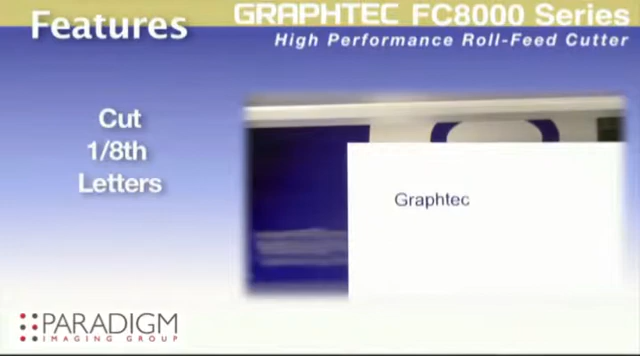 Features
GRAPHTEC FC8000 Series
High Performance Roll-Feed Cutter
Cut
1/8th
Letters
Graphtec
PARADIGM
IMAGING GROUP